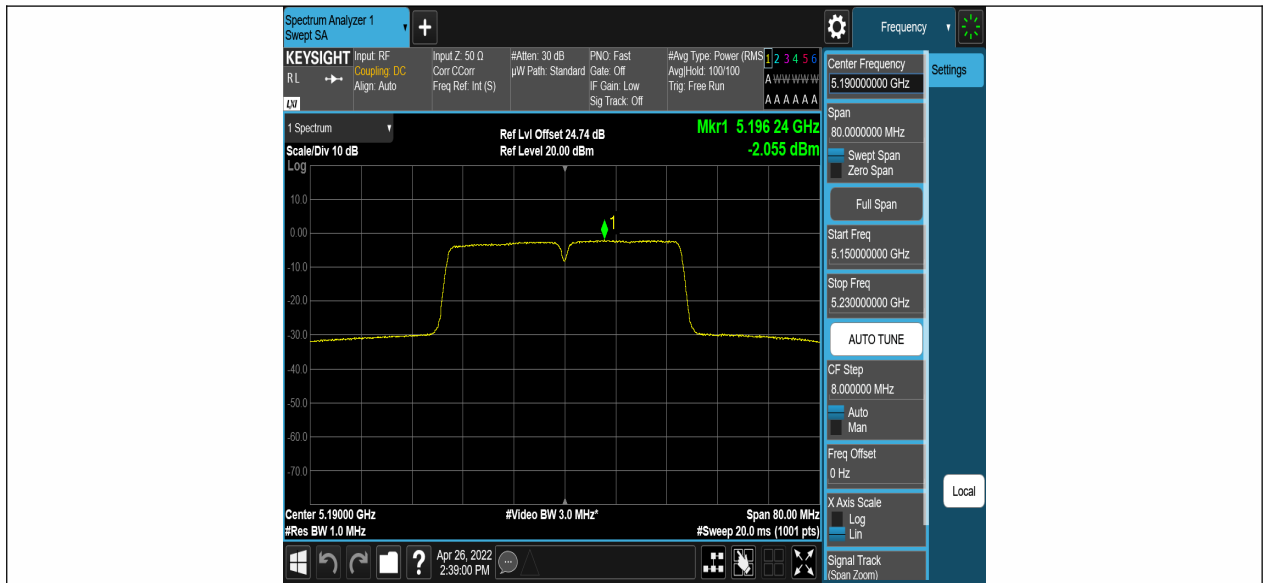 Spectrum Analyzer 1
Swept SA
+
Frequency
KEYSIGHT
R L
LXI
Input: RF
Coupling: DC
Align: Auto
Input Z: 50 Ω
Corr CCorr
Freq Ref: Int (S)
#Atten: 30 dB
µW Path: Standard
PNO: Fast
Gate: Off
IF Gain: Low
Sig Track: Off
#Avg Type: Power (RMS
Avg|Hold: 100/100
Trig: Free Run
1 2 3 4 5 6
A W W W W W
A A A A A A
1 Spectrum
Scale/Div 10 dB
Ref Lvl Offset 24.74 dB
Ref Level 20.00 dBm
Mkr1 5.196 24 GHz
-2.055 dBm
Log
10.0
0.00
-10.0
-20.0
-30.0
-40.0
-50.0
-60.0
-70.0
1
Center 5.19000 GHz
#Res BW 1.0 MHz
#Video BW 3.0 MHz*
Span 80.00 MHz
#Sweep 20.0 ms (1001 pts)
Center Frequency
5.190000000 GHz
Span
80.0000000 MHz
Swept Span
Zero Span
Full Span
Start Freq
5.150000000 GHz
Stop Freq
5.230000000 GHz
AUTO TUNE
CF Step
8.000000 MHz
Auto
Man
Freq Offset
0 Hz
X Axis Scale
Log
Lin
Signal Track
(Span Zoom)
Settings
Local
?
Apr 26, 2022
2:39:00 PM